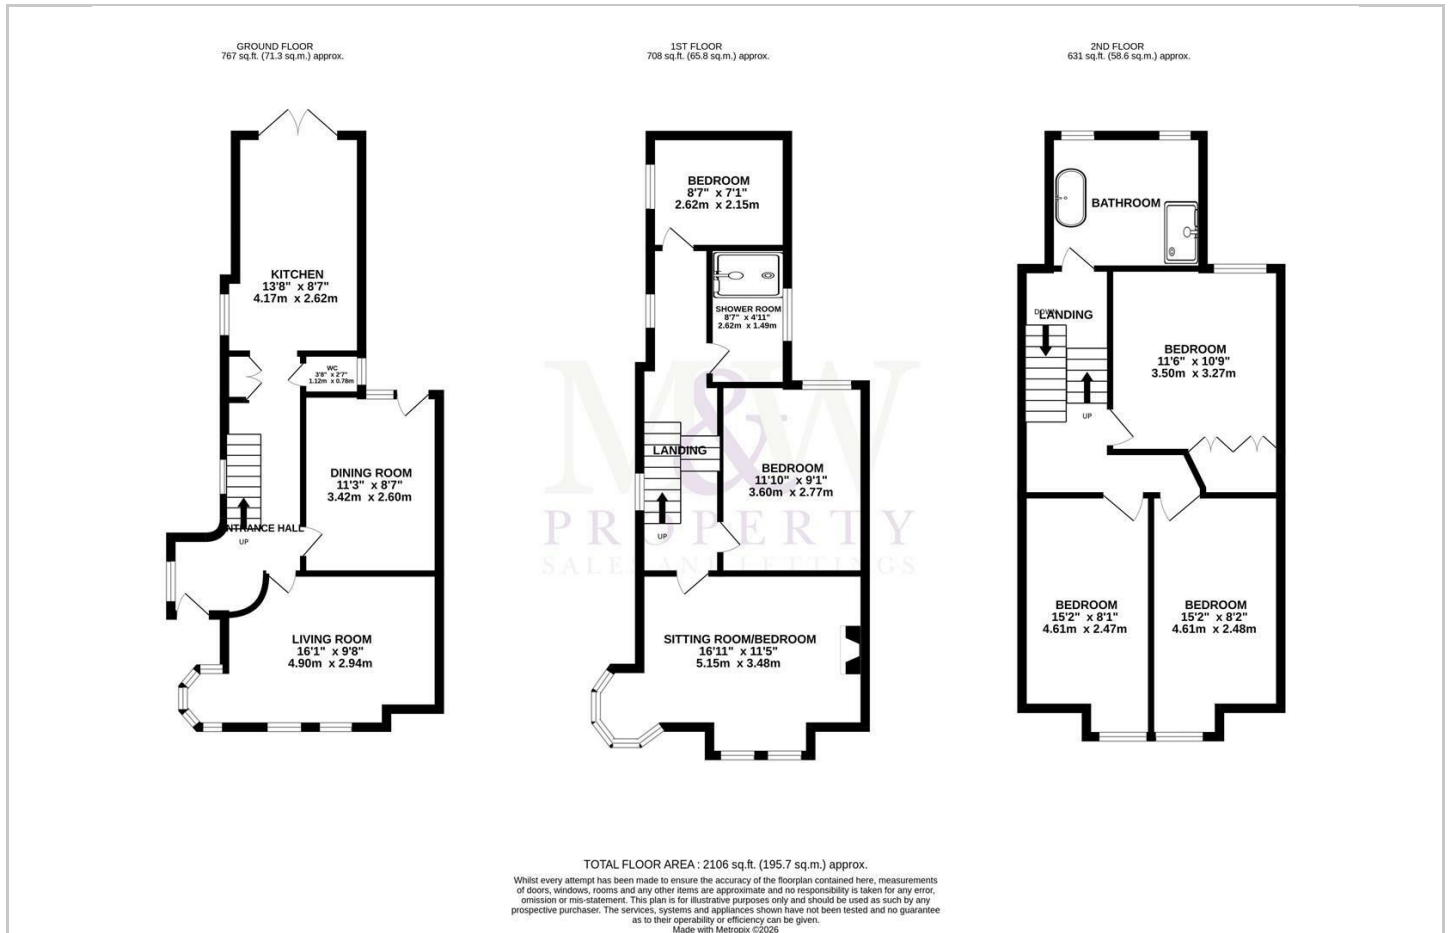 GROUND FLOOR
767 sq.ft. (71.3 sq.m.) approx.
1ST FLOOR
708 sq.ft. (65.8 sq.m.) approx.
2ND FLOOR
631 sq.ft. (58.6 sq.m.) approx.
KITCHEN
13'8" x 8'7"
4.17m x 2.62m
WC
3'8" x 2'7"
1.12m x 0.78m
DINING ROOM
11'3" x 8'7"
3.42m x 2.60m
ENTRANCE HALL
UP
LIVING ROOM
16'1" x 9'8"
4.90m x 2.94m
BEDROOM
8'7" x 7'1"
2.62m x 2.15m
SHOWER ROOM
8'7" x 4'11"
2.62m x 1.49m
LANDING
UP
BEDROOM
11'10" x 9'1"
3.60m x 2.77m
SITTING ROOM/BEDROOM
16'11" x 11'5"
5.15m x 3.48m
M&W
PROPERTY
SALES AND LETTINGS
BATHROOM
DOWN
LANDING
UP
BEDROOM
11'6" x 10'9"
3.50m x 3.27m
BEDROOM
15'2" x 8'1"
4.61m x 2.47m
BEDROOM
15'2" x 8'2"
4.61m x 2.48m
TOTAL FLOOR AREA : 2106 sq.ft. (195.7 sq.m.) approx.
Whilst every attempt has been made to ensure the accuracy of the floorplan contained here, measurements
of doors, windows, rooms and any other items are approximate and no responsibility is taken for any error,
omission or mis-statement. This plan is for illustrative purposes only and should be used as such by any
prospective purchaser. The services, systems and appliances shown have not been tested and no guarantee
as to their operability or efficiency can be given.
Made with Metropix ©2026